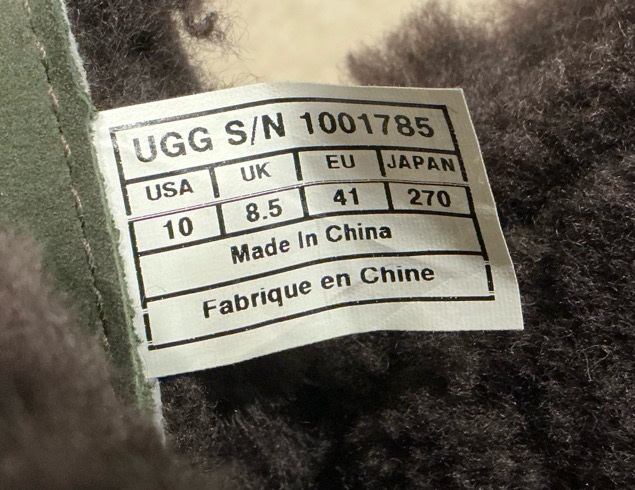 UGG S/N 1001785
USA UK EU JAPAN
10 8.5 41 270
Made In China
Fabrique en Chine